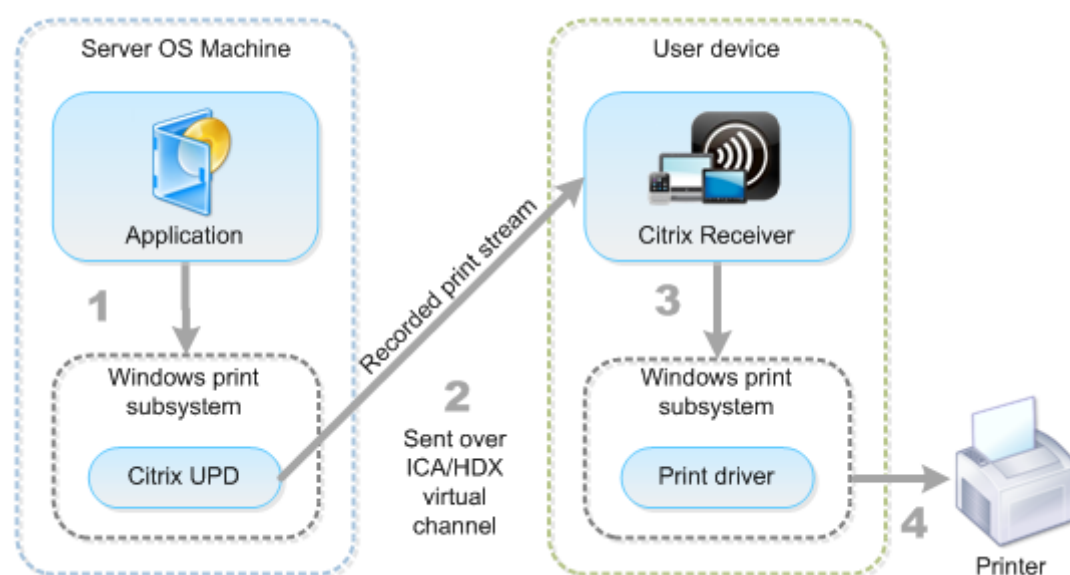 Server OS Machine
Application
1
Windows print
subsystem
Citrix UPD
Recorded print stream
2
Sent over
ICA/HDX
virtual
channel
User device
Citrix Receiver
3
Windows print
subsystem
Print driver
4
Printer